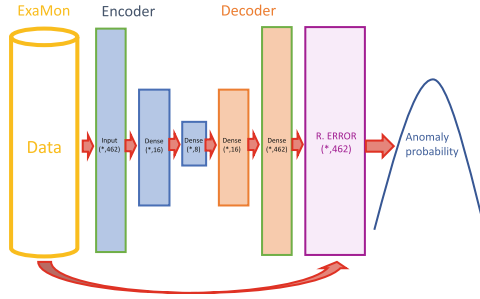 ExaMon
Encoder
Decoder
Data
Input
(*,462)
Dense
(*,16)
Dense
(*,8)
Dense
(*,16)
Dense
(*,462)
R. ERROR
(*,462)
Anomaly
probability